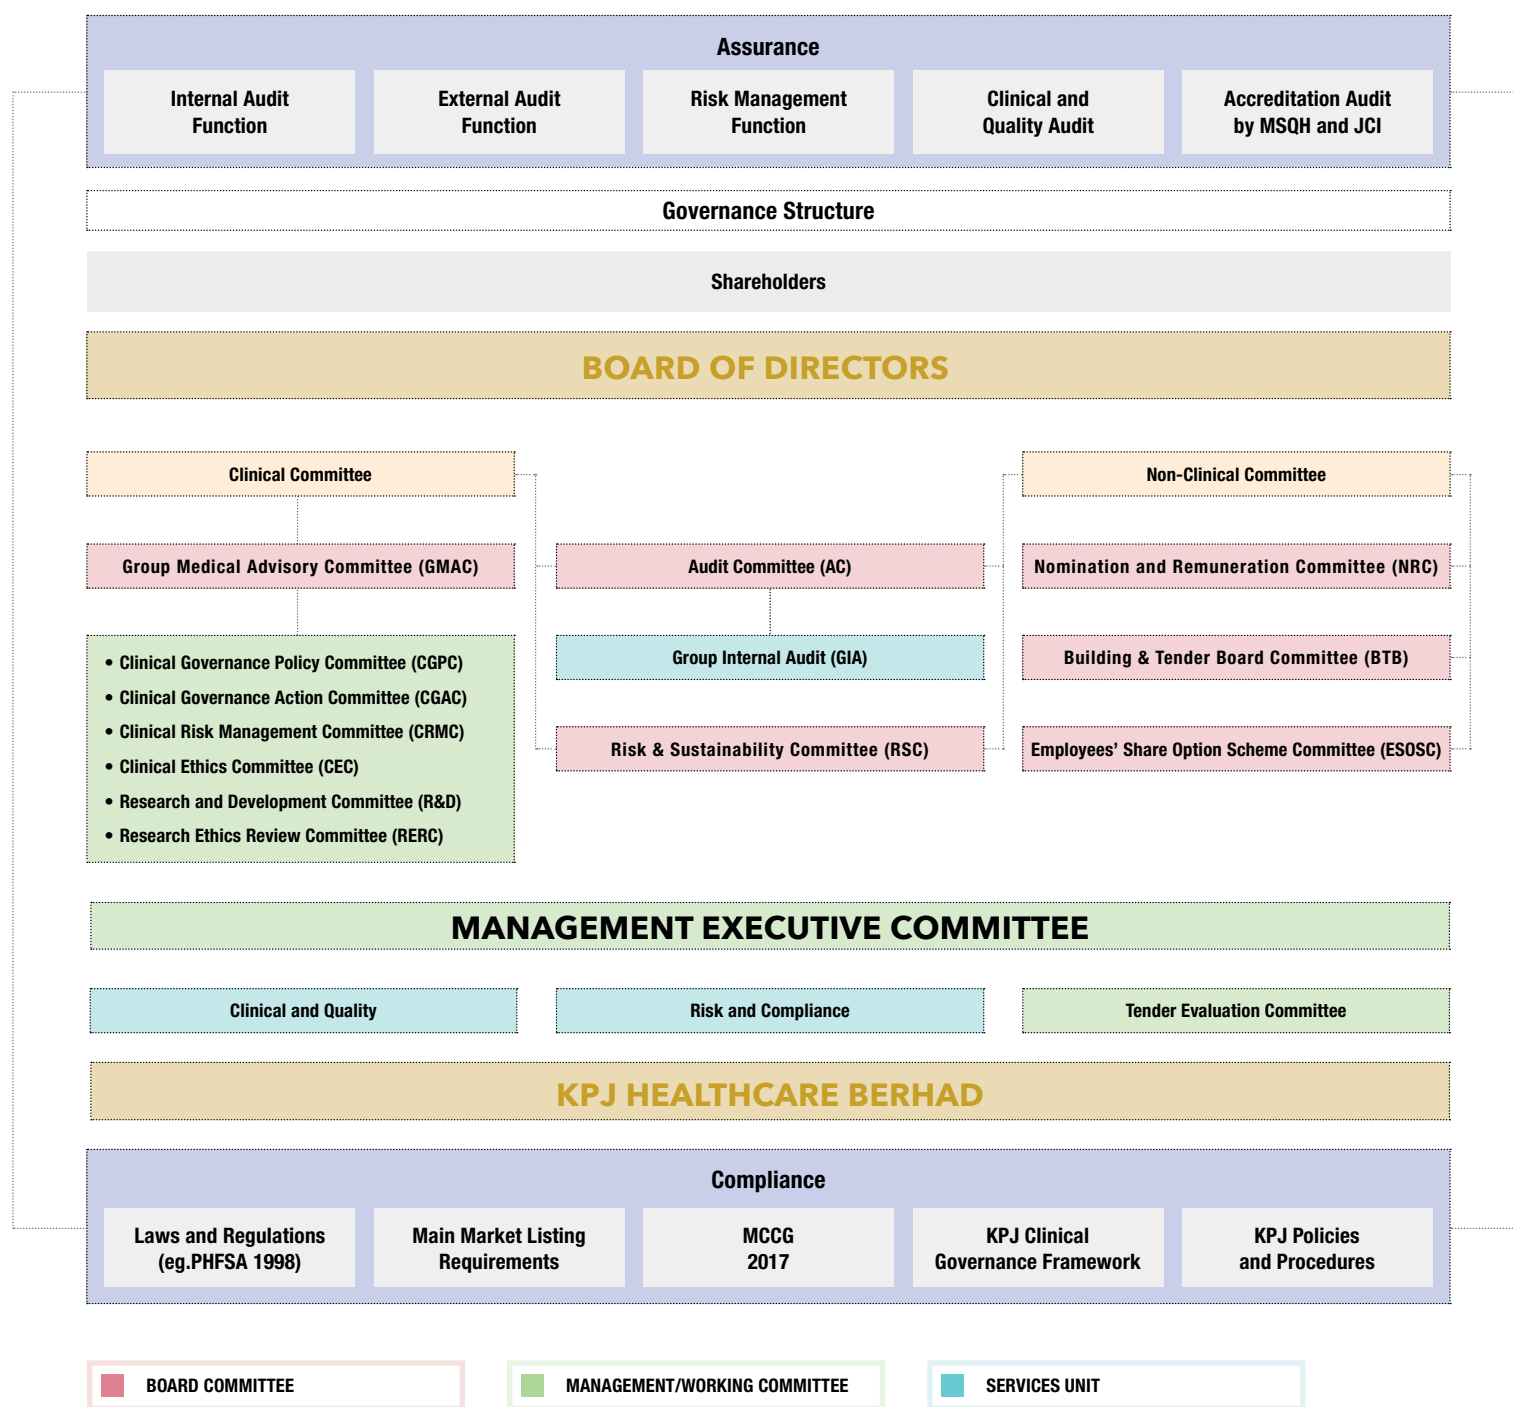 Assurance
Internal Audit
Function
External Audit
Function
Risk Management
Function
Clinical and
Quality Audit
Accreditation Audit
by MSQH and JCI
Governance Structure
Shareholders
BOARD OF DIRECTORS
Clinical Committee
Non-Clinical Committee
Group Medical Advisory Committee (GMAC)
Audit Committee (AC)
Nomination and Remuneration Committee (NRC)
• Clinical Governance Policy Committee (CGPC)
• Clinical Governance Action Committee (CGAC)
• Clinical Risk Management Committee (CRMC)
• Clinical Ethics Committee (CEC)
• Research and Development Committee (R&D)
• Research Ethics Review Committee (RERC)
Group Internal Audit (GIA)
Building & Tender Board Committee (BTB)
Risk & Sustainability Committee (RSC)
Employees’ Share Option Scheme Committee (ESOSC)
MANAGEMENT EXECUTIVE COMMITTEE
Clinical and Quality
Risk and Compliance
Tender Evaluation Committee
KPJ HEALTHCARE BERHAD
Compliance
Laws and Regulations
(eg.PHFSA 1998)
Main Market Listing
Requirements
MCCG
2017
KPJ Clinical
Governance Framework
KPJ Policies
and Procedures
BOARD COMMITTEE
MANAGEMENT/WORKING COMMITTEE
SERVICES UNIT